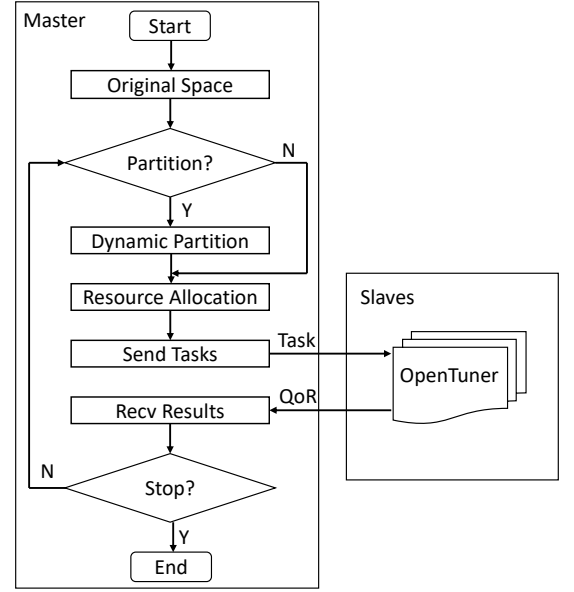 Master
Start
Original Space
Partition?
N
Y
Dynamic Partition
Resource Allocation
Slaves
Send Tasks
Task
OpenTuner
Recv Results
QoR
N
Stop?
Y
End